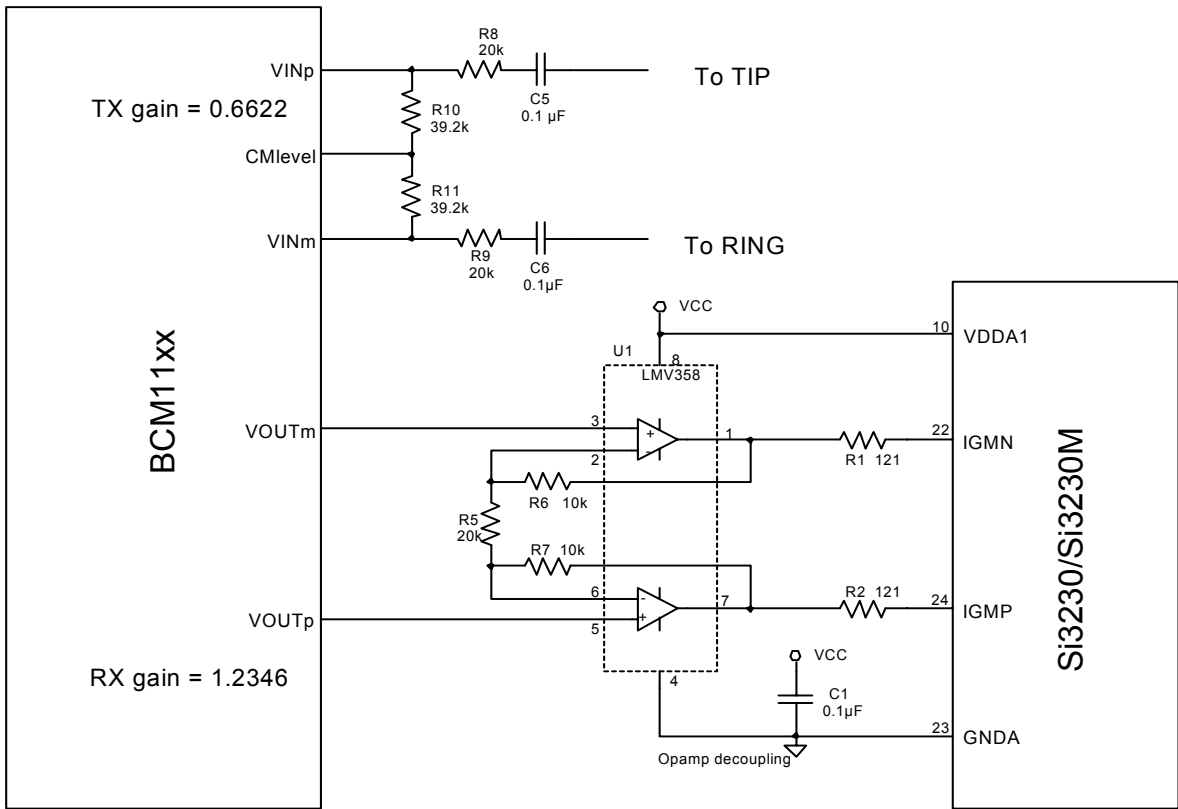 R8
20k
VINp
To TIP
C5
0.1 µF
TX gain = 0.6622
R10
39.2k
CMlevel
R11
39.2k
VINm
To RING
R9
20k
C6
0.1µF
VCC
10
VDDA1
U1
8
LMV358
BCM11xx
VOUTm
3
+
1
22
IGMN
2
-
R1 121
R6 10k
R5
20k
R7 10k
Si3230/Si3230M
6
-
7
R2 121
24
IGMP
VOUTp
5
+
RX gain = 1.2346
VCC
4
C1
0.1µF
23
GNDA
Opamp decoupling